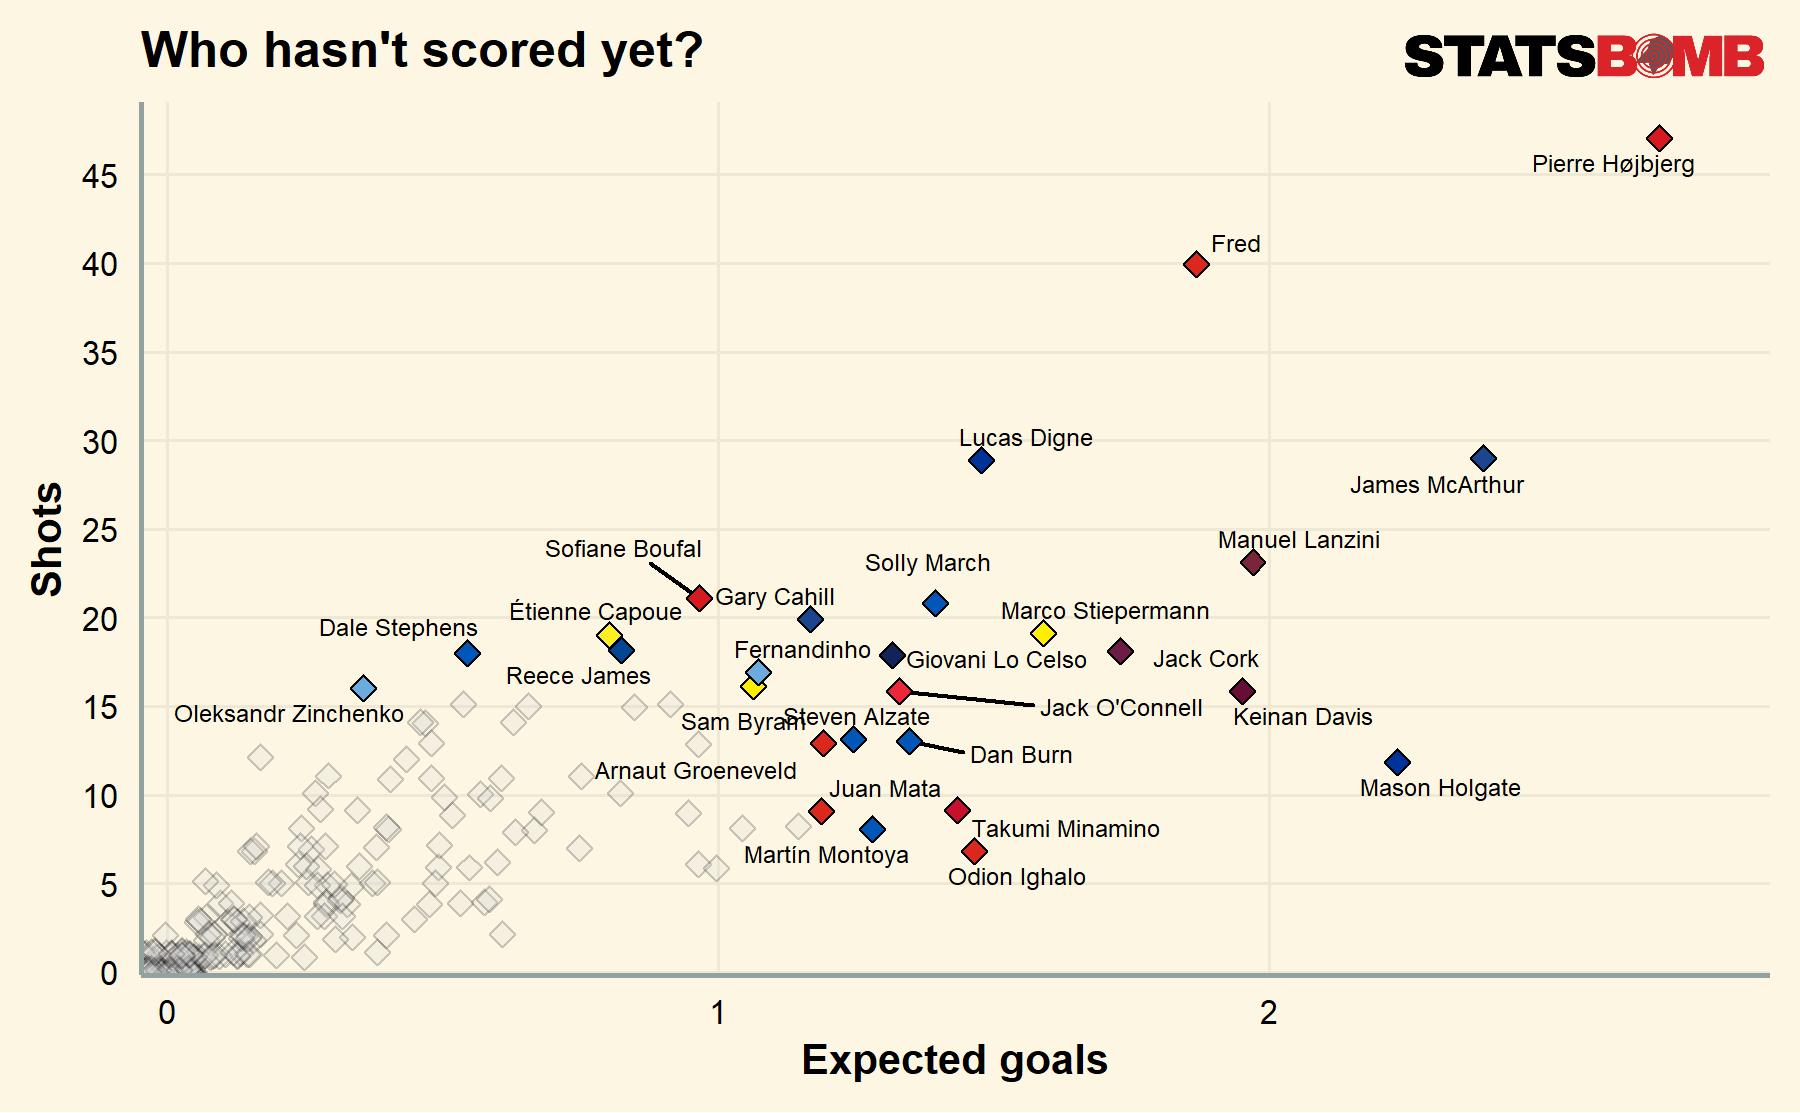 Who hasn't scored yet?
STATSBOMB
Pierre Højbjerg
45
Fred
40
35
Lucas Digne
30
James McArthur
Manuel Lanzini
25
Sofiane Boufal
Solly March
Gary Cahill
Étienne Capoue
Marco Stiepermann
20
Dale Stephens
Fernandinho
Giovani Lo Celso
Jack Cork
Reece James
Oleksandr Zinchenko
15
Jack O'Connell
Keinan Davis
Sam Byram
Steven Alzate
Dan Burn
Arnaut Groeneveld
Mason Holgate
Juan Mata
10
Takumi Minamino
Martín Montoya
Odion Ighalo
5
0
Shots
0
1
2
Expected goals